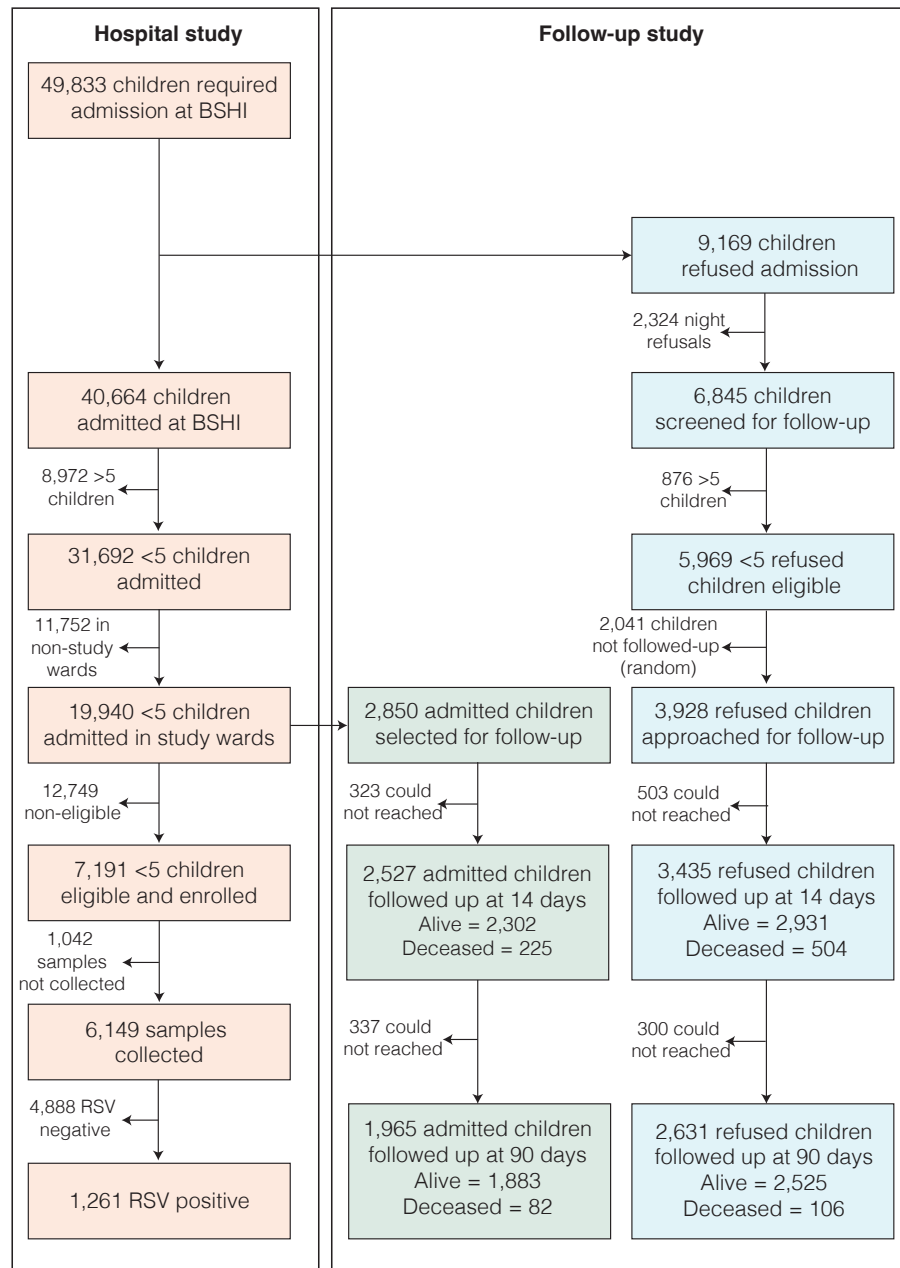 Hospital study
49,833 children required
admission at BSHI
40,664 children
admitted at BSHI
8,972 >5
children
31,692 <5 children
admitted
11,752 in
non-study
wards
19,940 <5 children
admitted in study wards
12,749
non-eligible
7,191 <5 children
eligible and enrolled
1,042
samples
not collected
6,149 samples
collected
4,888 RSV
negative
1,261 RSV positive
Follow-up study
9,169 children
refused admission
2,324 night
refusals
6,845 children
screened for follow-up
876 >5
children
5,969 <5 refused
children eligible
2,041 children
not followed-up
(random)
2,850 admitted children
selected for follow-up
323 could
not reached
2,527 admitted children
followed up at 14 days
Alive = 2,302
Deceased = 225
337 could
not reached
1,965 admitted children
followed up at 90 days
Alive = 1,883
Deceased = 82
3,928 refused children
approached for follow-up
503 could
not reached
3,435 refused children
followed up at 14 days
Alive = 2,931
Deceased = 504
300 could
not reached
2,631 refused children
followed up at 90 days
Alive = 2,525
Deceased = 106